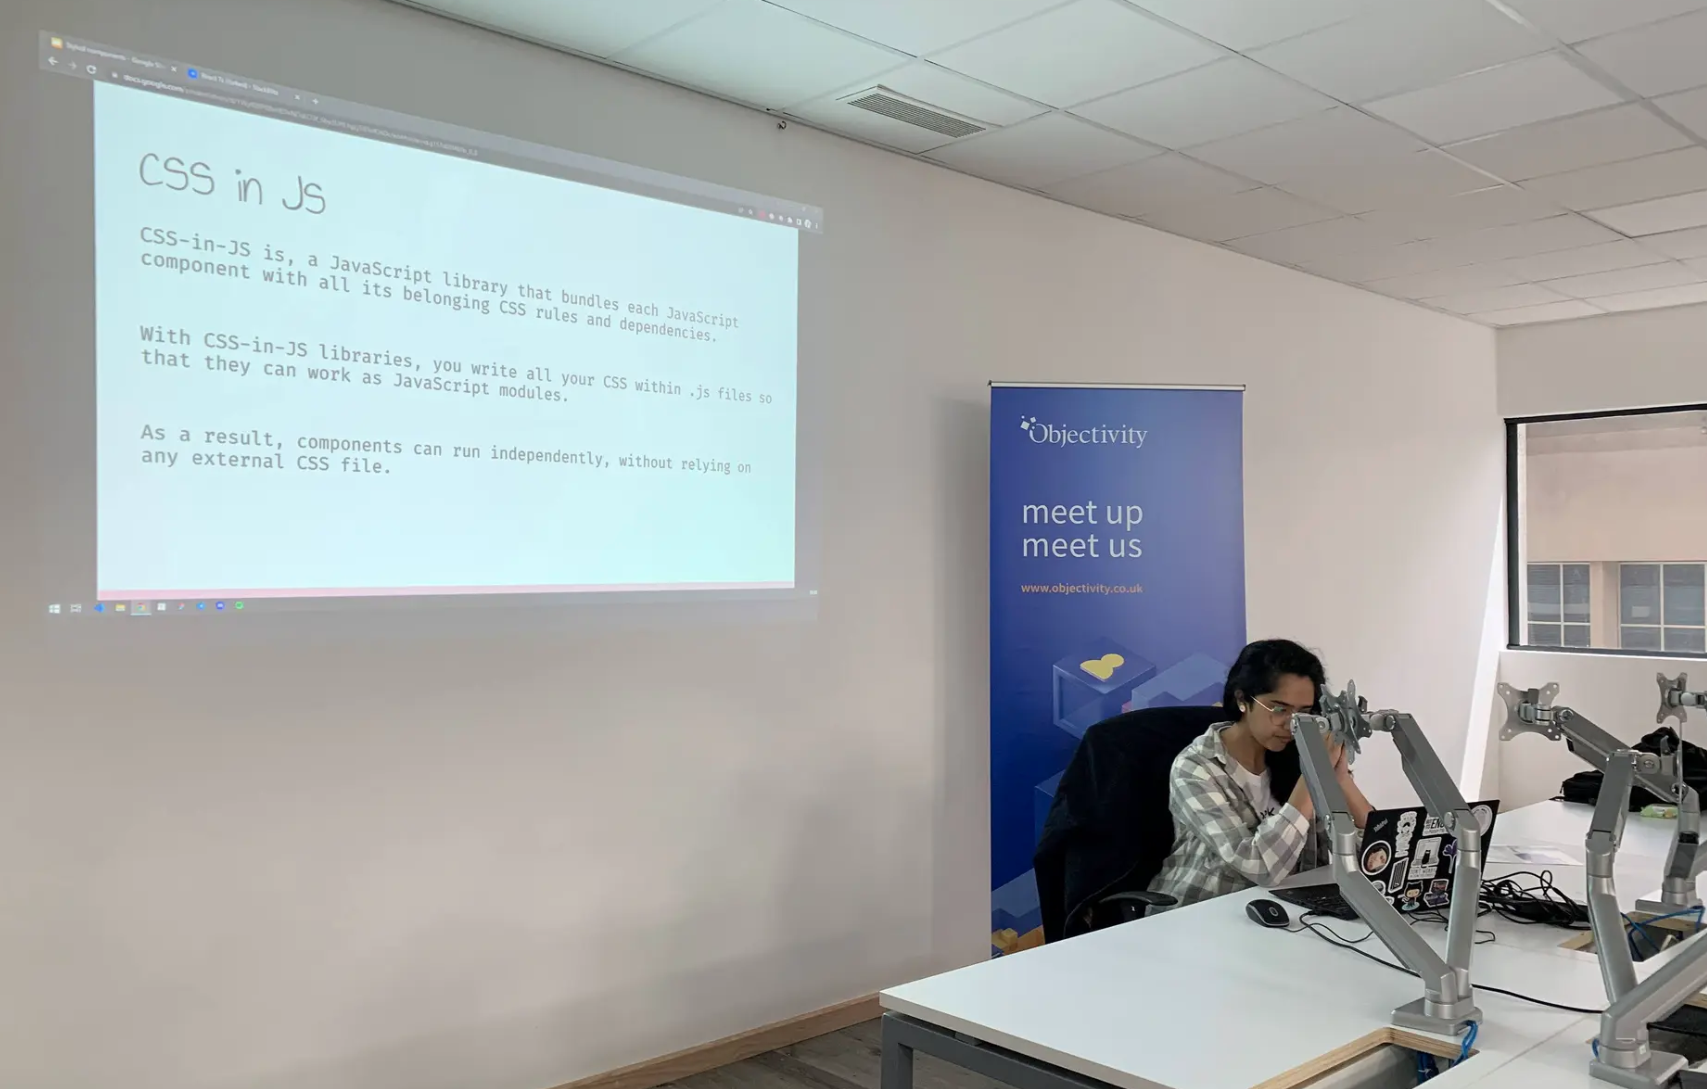 docs.google.com
CSS in JS
CSS-in-JS is, a JavaScript library that bundles each JavaScript
component with all its belonging CSS rules and dependencies.
With CSS-in-JS libraries, you write all your CSS within .js files so
that they can work as JavaScript modules.
As a result, components can run independently, without relying on
any external CSS file.
Objectivity
meet up
meet us
www.objectivity.co.uk